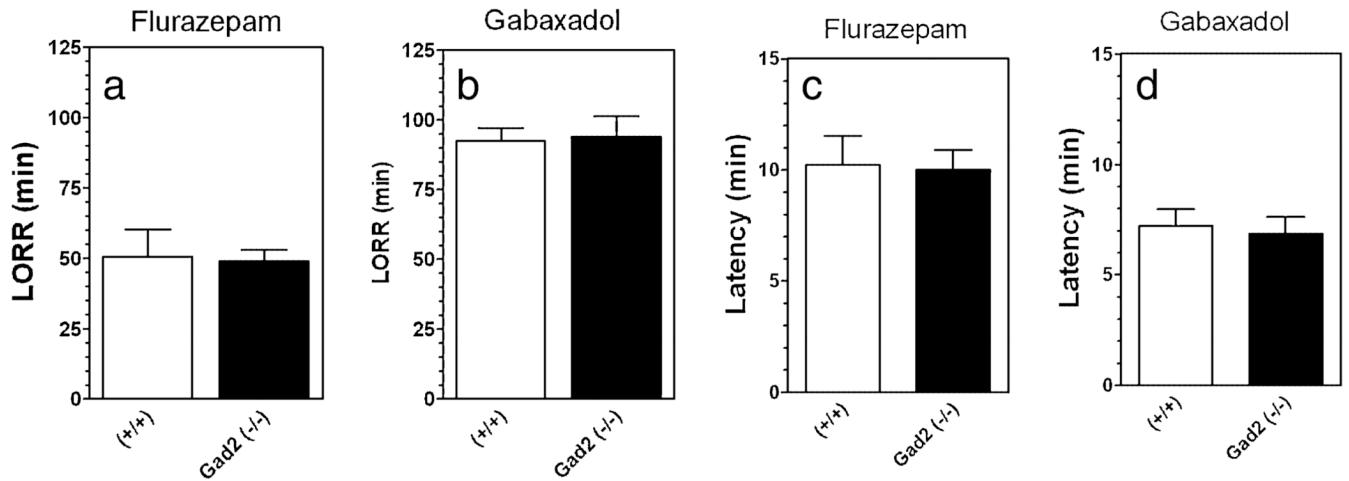 Flurazepam
a
LORR (min)
125
100
75
50
25
0
(+/+)
Gad2 (-/-)
Gabaxadol
b
LORR (min)
125
100
75
50
25
0
(+/+)
Gad2 (-/-)
Flurazepam
c
Latency (min)
15
10
5
0
(+/+)
Gad2 (-/-)
Gabaxadol
d
Latency (min)
15
10
5
0
(+/+)
Gad2 (-/-)